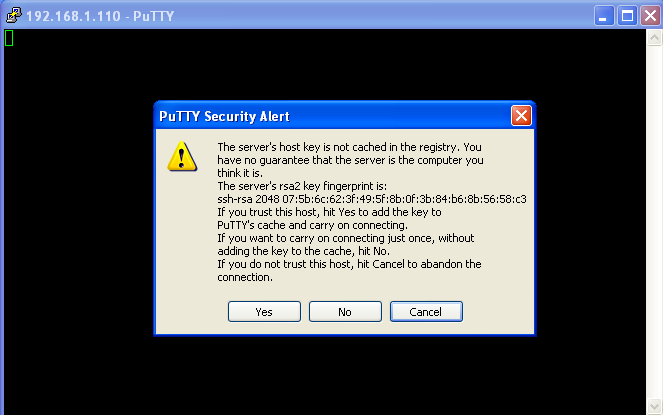 192.168.1.110 - PuTTY
PuTTY Security Alert
The server's host key is not cached in the registry. You
have no guarantee that the server is the computer you
think it is.
The server's rsa2 key fingerprint is:
ssh-rsa 2048 07:5b:6c:62:3f:49:5f:8b:0f:3b:84:b6:8b:56:58:c3
If you trust this host, hit Yes to add the key to
PuTTY's cache and carry on connecting.
If you want to carry on connecting just once, without
adding the key to the cache, hit No.
If you do not trust this host, hit Cancel to abandon the
connection.
Yes
No
Cancel